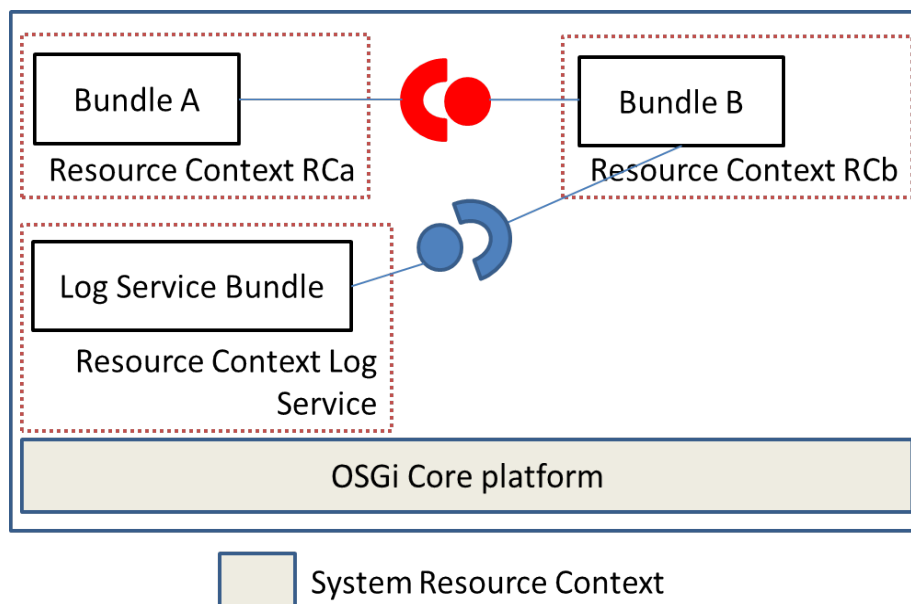 Bundle A
Resource Context RCa
Bundle B
Resource Context RCb
Log Service Bundle
Resource Context Log
Service
OSGi Core platform
System Resource Context